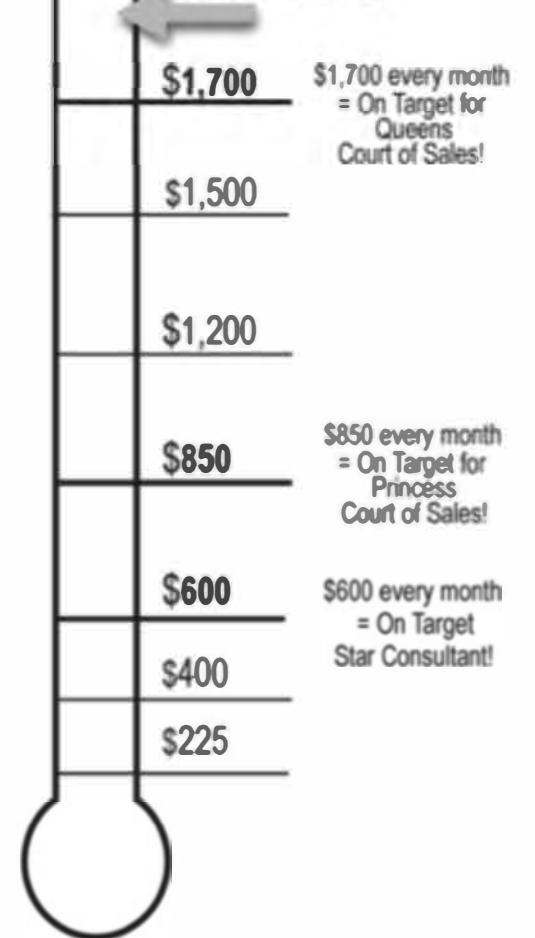 $1,700
$1,700 every month
= On Target for
Queens
Court of Sales!
$1,500
$1,200
$850
$850 every month
= On Target for
Princess
Court of Sales!
$600
$600 every month
= On Target
Star Consultant!
$400
$225